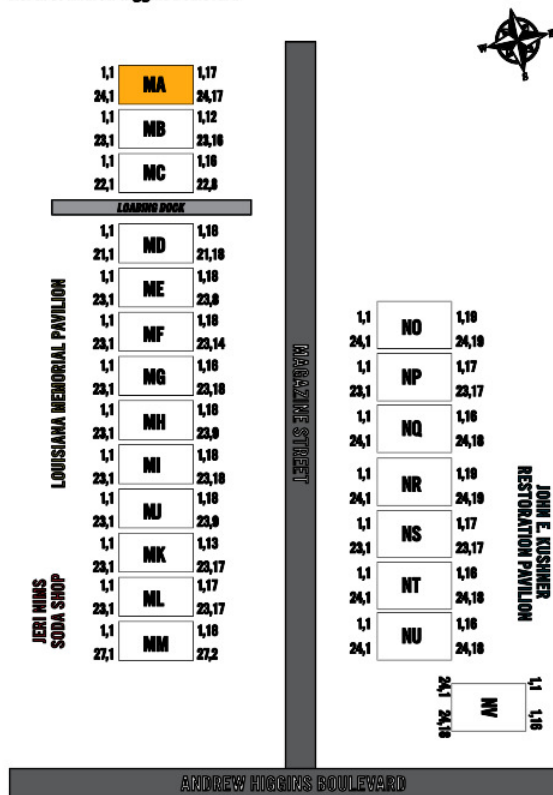 1,1 MA 1,17
24,1 24,17
1,1 MB 1,12
23,1 23,16
1,1 MC 1,16
22,1 22,8
LOADING DOCK
1,1 MD 1,18
21,1 21,18
1,1 ME 1,18
23,1 23,8
1,1 MF 1,18
23,1 23,14
1,1 MG 1,16
23,1 23,18
1,1 MH 1,18
23,1 23,9
1,1 MI 1,18
23,1 23,18
1,1 MJ 1,18
23,1 23,9
1,1 MK 1,13
23,1 23,17
1,1 ML 1,17
23,1 23,17
1,1 MM 1,18
27,1 27,2
LOUISIANA MEMORIAL PAVILION
JERI NIMS
SODA SHOP
MAGAZINE STREET
1,1 NO 1,19
24,1 24,19
1,1 NP 1,17
23,1 23,17
1,1 NQ 1,16
24,1 24,18
1,1 NR 1,19
24,1 24,19
1,1 NS 1,17
23,1 23,17
1,1 NT 1,16
24,1 24,18
1,1 NU 1,16
24,1 24,18
JOHN E. KUSHNER
RESTORATION PAVILION
1,1 NV 1,16
24,1 24,18
ANDREW HIGGINS BOULEVARD